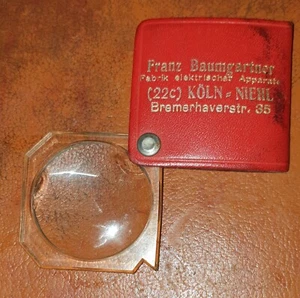 Franz Baumgartner
Fabrik elektrischer Apparate
(22c) KÖLN-NIEHL
Bremerhaverstr. 35